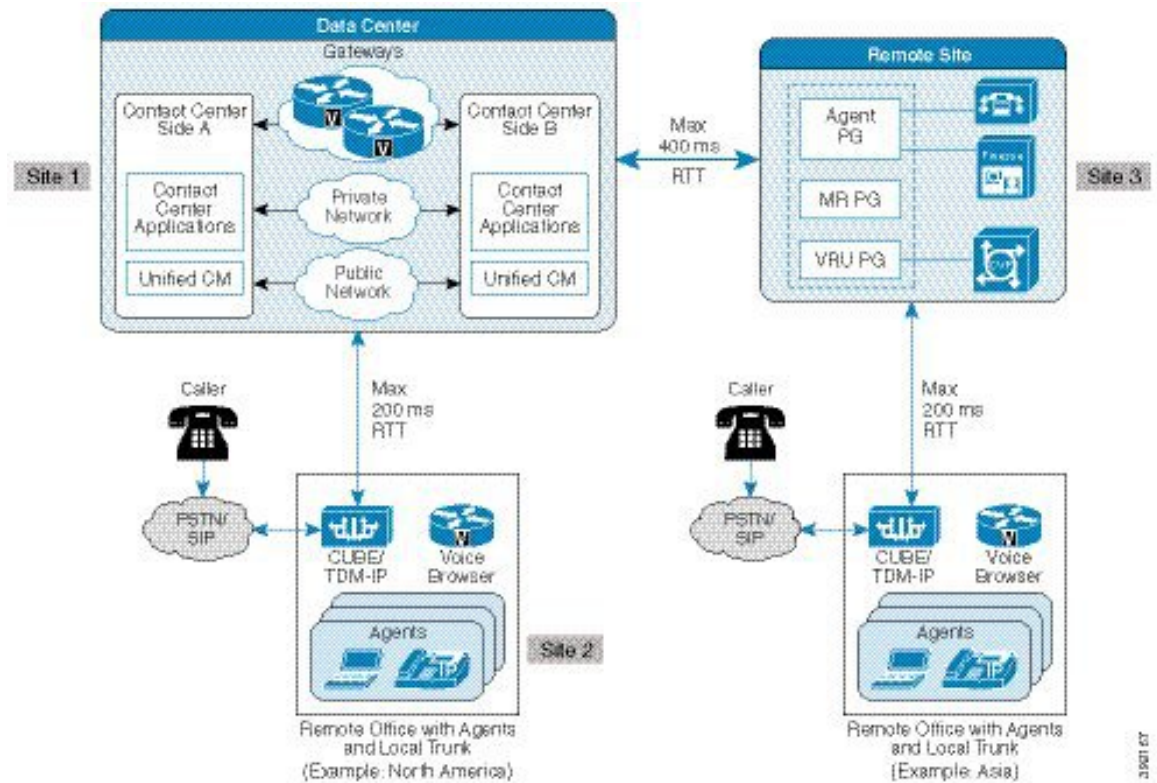 Data Center
Gateways
Contact Center
Side A
Contact Center
Side B
V
V
Contact
Center
Applications
Private
Network
Contact
Center
Applications
Unified CM
Public
Network
Unified CM
Site 1
Max
400 ms
RTT
Remote Site
Agent
PG
MR PG
VRU PG
Finesse
CVP
Site 3
Caller
Max
200 ms
RTT
PSTN/
SIP
CUBE/
TDM-IP
V
Voice
Browser
Agents
IP
Site 2
Remote Office with Agents
and Local Trunk
(Example: North America)
Caller
Max
200 ms
RTT
PSTN/
SIP
CUBE/
TDM-IP
V
Voice
Browser
Agents
IP
Remote Office with Agents
and Local Trunk
(Example: Asia)